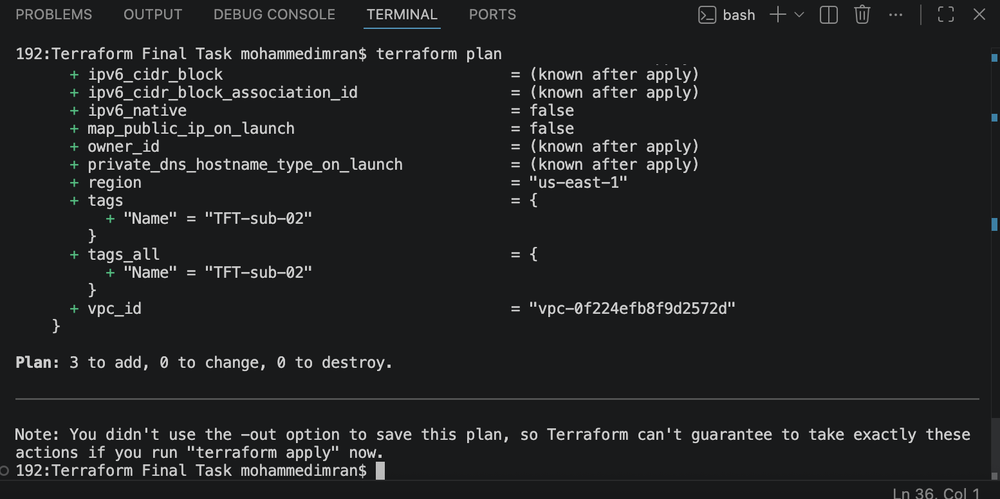 PROBLEMS OUTPUT DEBUG CONSOLE TERMINAL PORTS bash
192:Terraform Final Task mohammedimran$ terraform plan
+ ipv6_cidr_block = (known after apply)
+ ipv6_cidr_block_association_id = (known after apply)
+ ipv6_native = false
+ map_public_ip_on_launch = false
+ owner_id = (known after apply)
+ private_dns_hostname_type_on_launch = (known after apply)
+ region = "us-east-1"
+ tags = {
+ "Name" = "TFT-sub-02"
}
+ tags_all = {
+ "Name" = "TFT-sub-02"
}
+ vpc_id = "vpc-0f224efb8f9d2572d"
}
Plan: 3 to add, 0 to change, 0 to destroy.
Note: You didn't use the -out option to save this plan, so Terraform can't guarantee to take exactly these
actions if you run "terraform apply" now.
192:Terraform Final Task mohammedimran$
Ln 36, Col 1